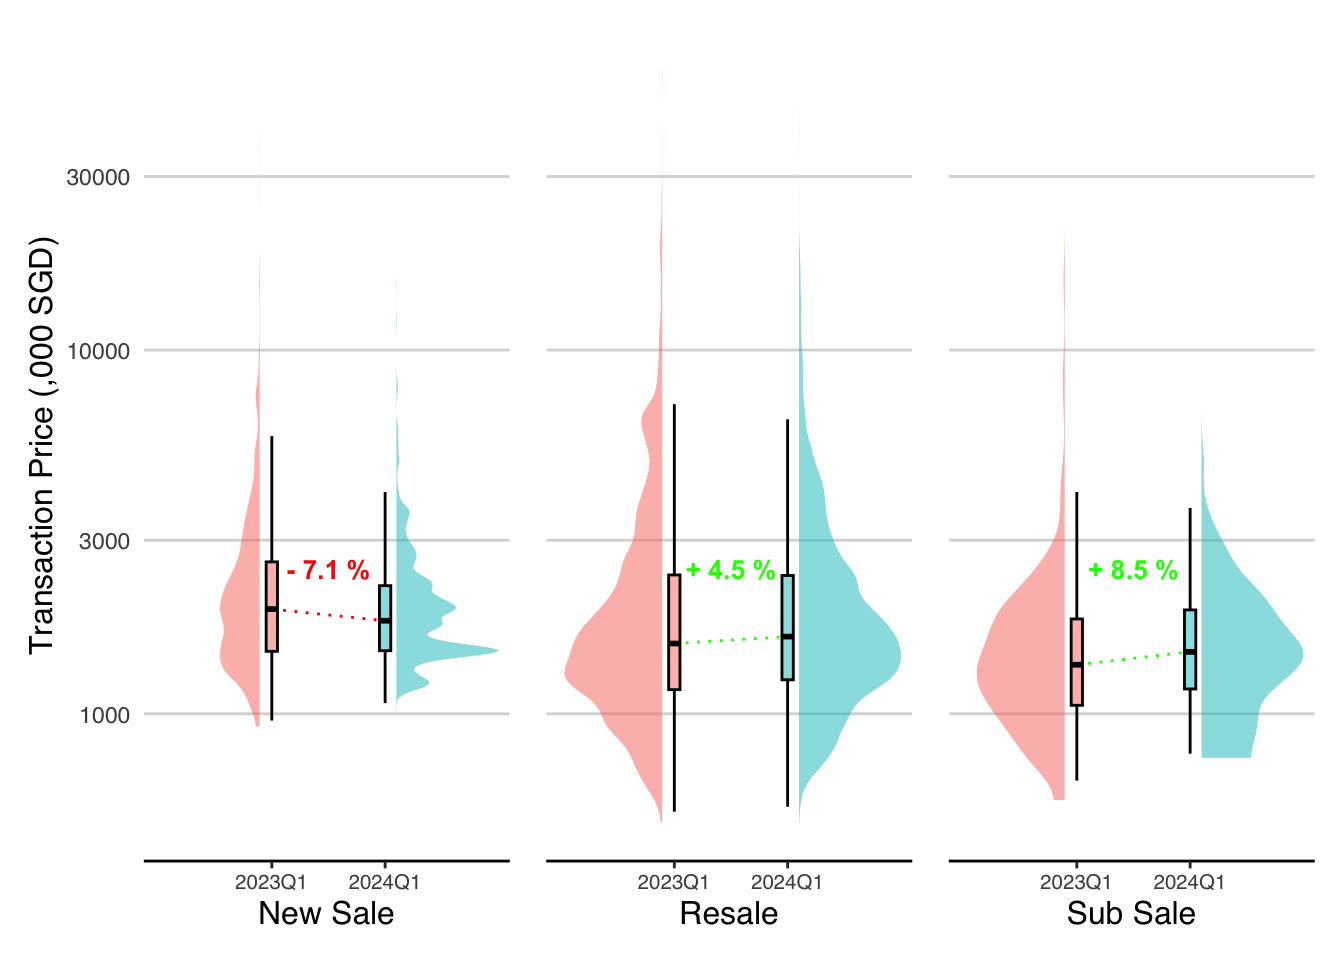 Transaction Price (,000 SGD)
30000
10000
3000
1000
- 7.1 %
+ 4.5 %
+ 8.5 %
2023Q1 2024Q1
2023Q1 2024Q1
2023Q1 2024Q1
New Sale
Resale
Sub Sale